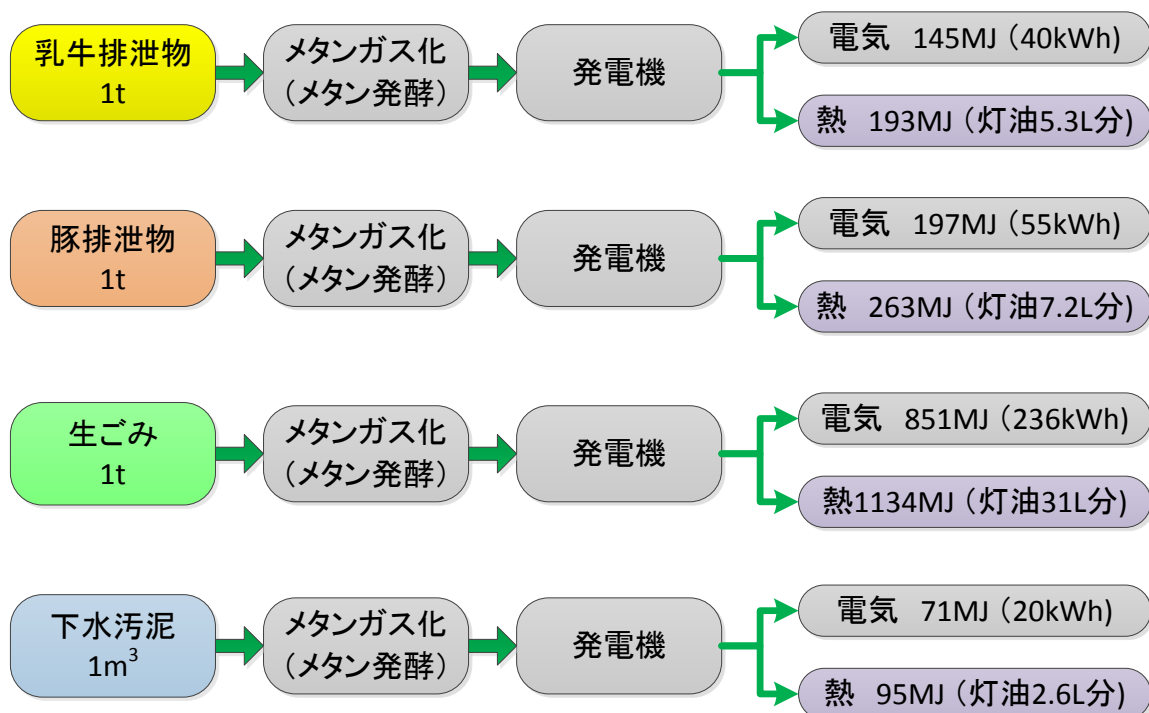 乳牛排泄物
1t
メタンガス化
(メタン発酵)
発電機
電気 145MJ (40kWh)
熱 193MJ (灯油5.3L分)
豚排泄物
1t
メタンガス化
(メタン発酵)
発電機
電気 197MJ (55kWh)
熱 263MJ (灯油7.2L分)
生ごみ
1t
メタンガス化
(メタン発酵)
発電機
電気 851MJ (236kWh)
熱1134MJ (灯油31L分)
下水汚泥
1m³
メタンガス化
(メタン発酵)
発電機
電気 71MJ (20kWh)
熱 95MJ (灯油2.6L分)